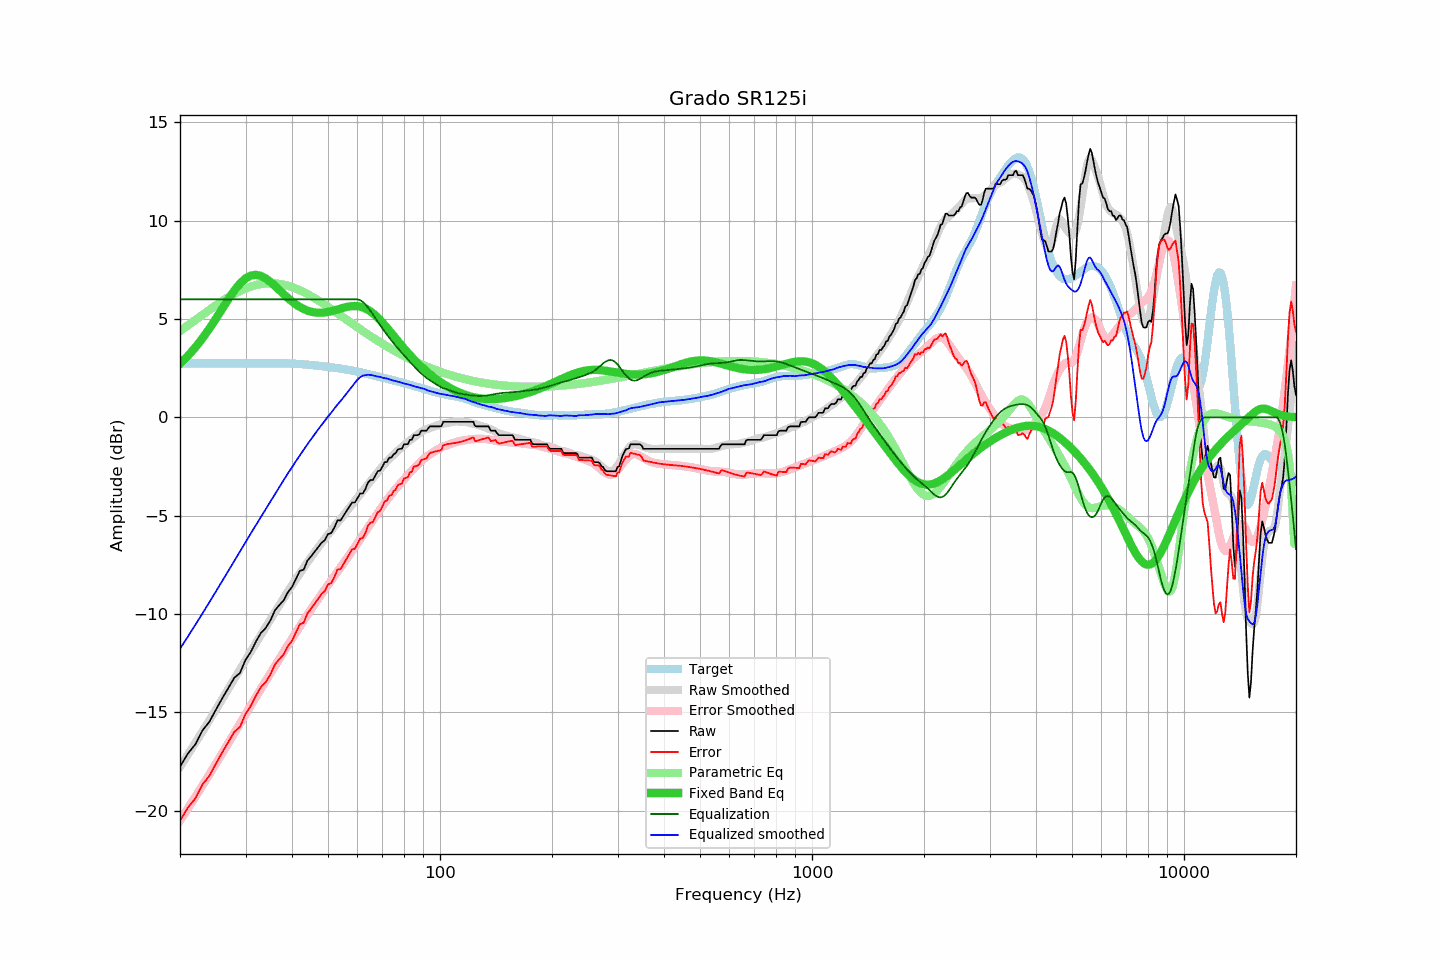 Grado SR125i
Amplitude (dBr)
15
10
5
0
−5
−10
−15
−20
Target
Raw Smoothed
Error Smoothed
Raw
Error
Parametric Eq
Fixed Band Eq
Equalization
Equalized smoothed
100 1000 10000
Frequency (Hz)